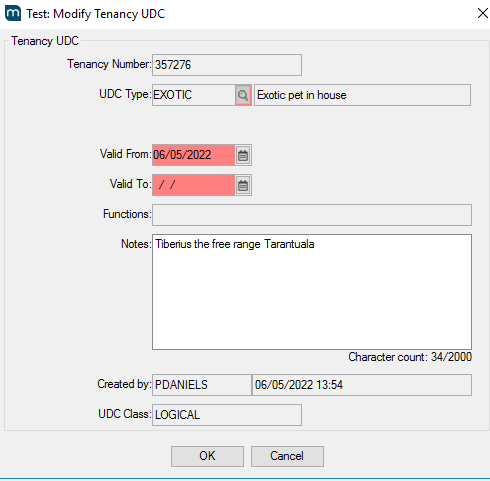 m Test: Modify Tenancy UDC
Tenancy UDC
Tenancy Number: 357276
UDC Type: EXOTIC Exotic pet in house
Valid From: 06/05/2022
Valid To: / /
Functions:
Notes: Tiberius the free range Tarantuala
Character count: 34/2000
Created by: PDANIELS 06/05/2022 13:54
UDC Class: LOGICAL
OK Cancel